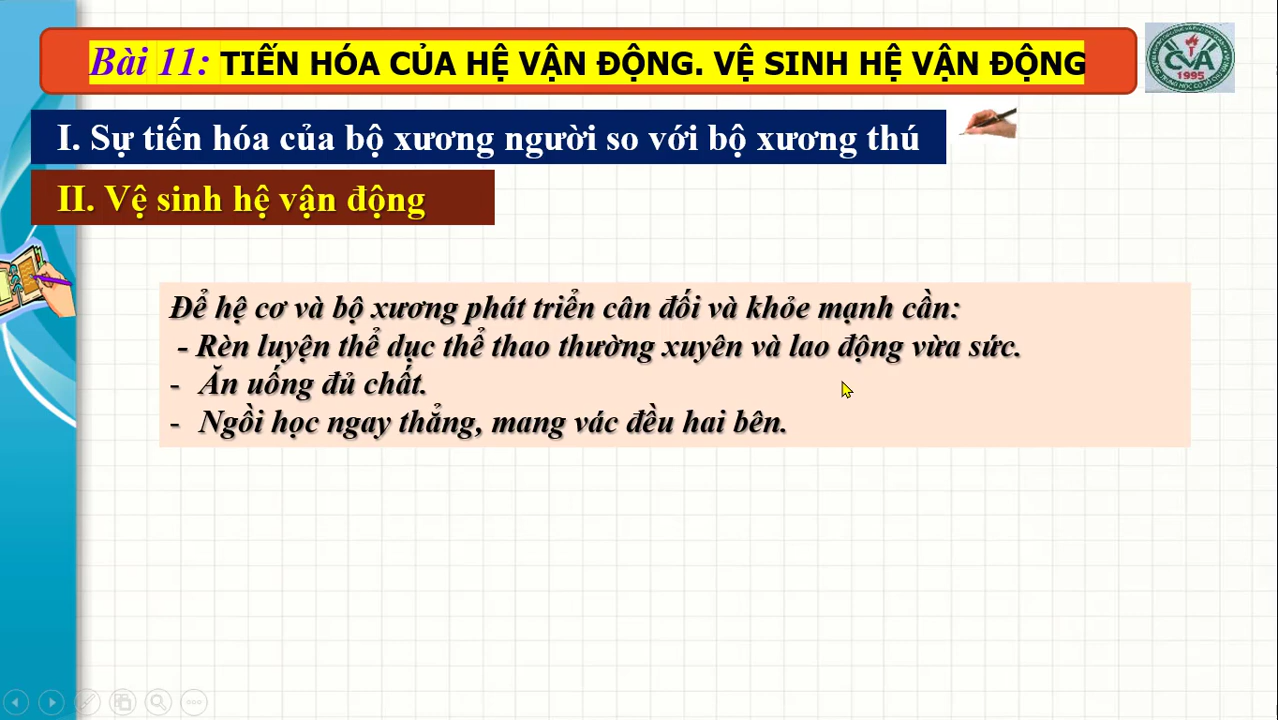 Bài 11: TIẾN HÓA CỦA HỆ VẬN ĐỘNG. VỆ SINH HỆ VẬN ĐỘNG
CVA
1995
I. Sự tiến hóa của bộ xương người so với bộ xương thú
II. Vệ sinh hệ vận động
Để hệ cơ và bộ xương phát triển cân đối và khỏe mạnh cần:
- Rèn luyện thể dục thể thao thường xuyên và lao động vừa sức.
- Ăn uống đủ chất.
- Ngồi học ngay thẳng, mang vác đều hai bên.